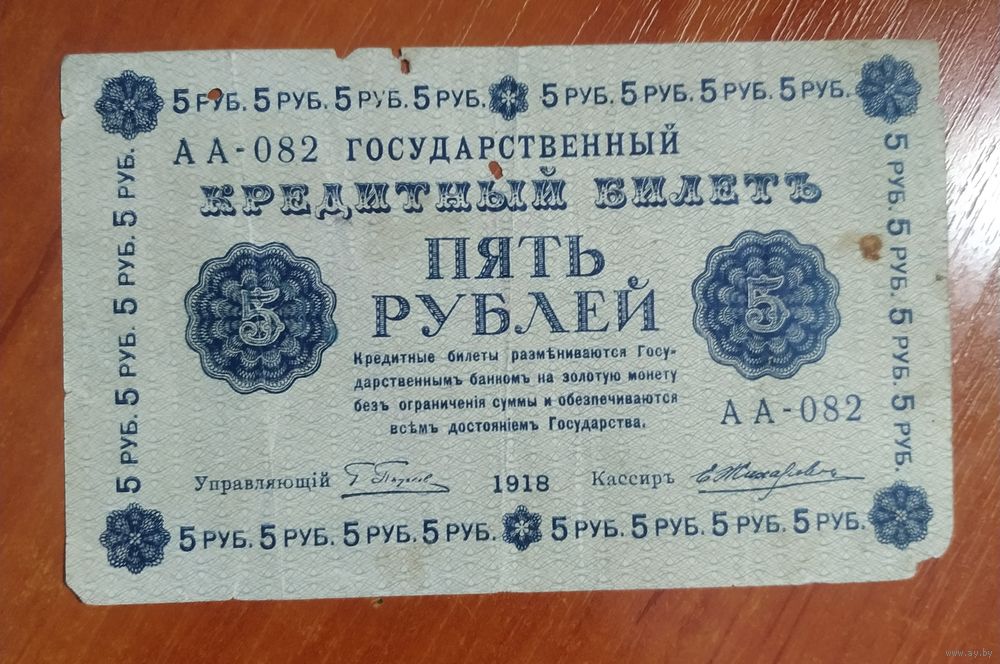 5 РУБ. 5 РУБ. 5 РУБ. 5 РУБ. 5 РУБ. 5 РУБ. 5 РУБ. 5 РУБ.
АА-082 ГОСУДАРСТВЕННЫЙ
КРЕДИТНЫЙ БИЛЕТЪ
ПЯТЬ
РУБЛЕЙ
5
5
Кредитные билеты размѣниваются Госу-
дарственнымъ банкомъ на золотую монету
безъ ограниченія суммы и обезпечиваются
всѣмъ достояніемъ Государства.
АА-082
Управляющій
1918
Кассиръ
5 РУБ. 5 РУБ. 5 РУБ. 5 РУБ.
5 РУБ. 5 РУБ. 5 РУБ. 5 РУБ.
5 РУБ. 5 РУБ. 5 РУБ. 5 РУБ. 5 РУБ. 5 РУБ. 5 РУБ. 5 РУБ.
www.ay.by